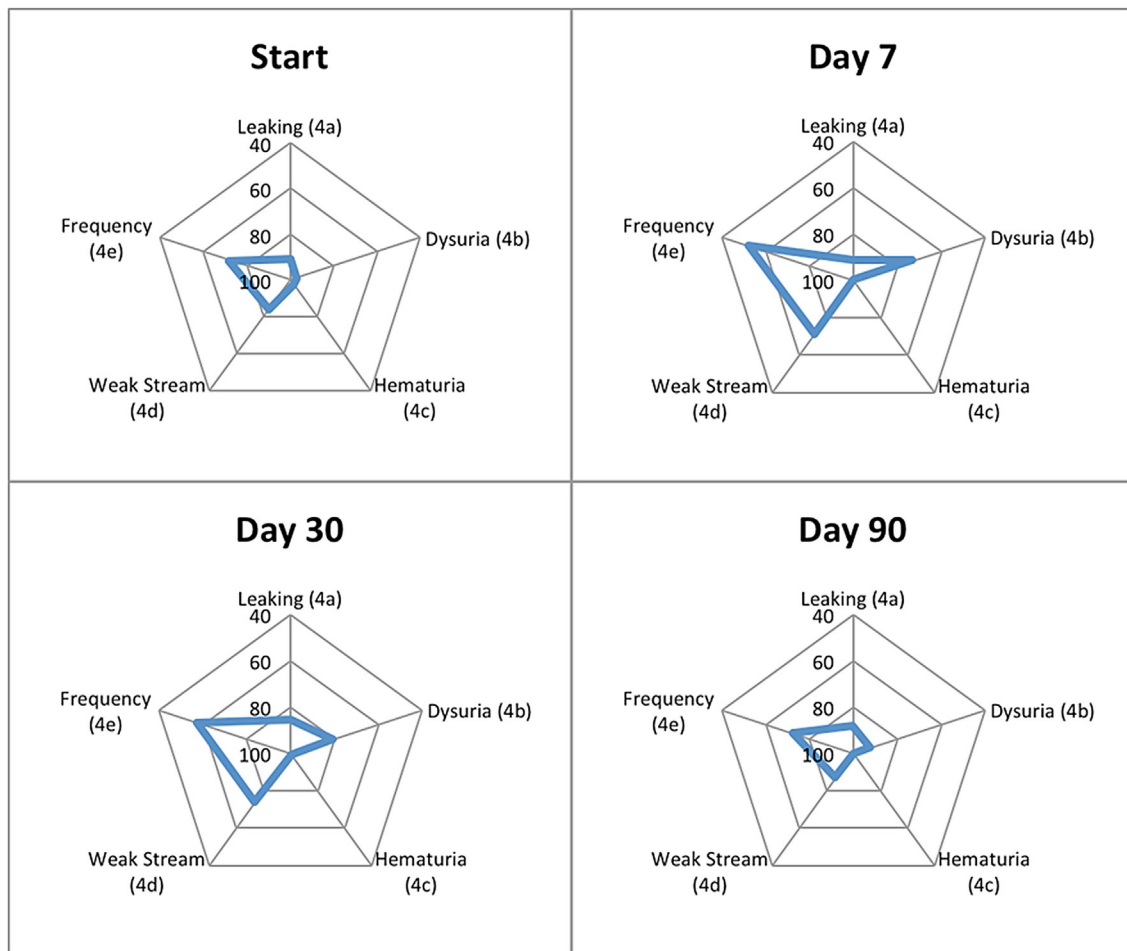 Start
Leaking (4a)
40
60
80
100
Frequency
(4e)
Dysuria (4b)
Weak Stream
(4d)
Hematuria
(4c)
Day 7
Leaking (4a)
40
60
80
100
Frequency
(4e)
Dysuria (4b)
Weak Stream
(4d)
Hematuria
(4c)
Day 30
Leaking (4a)
40
60
80
100
Frequency
(4e)
Dysuria (4b)
Weak Stream
(4d)
Hematuria
(4c)
Day 90
Leaking (4a)
40
60
80
100
Frequency
(4e)
Dysuria (4b)
Weak Stream
(4d)
Hematuria
(4c)